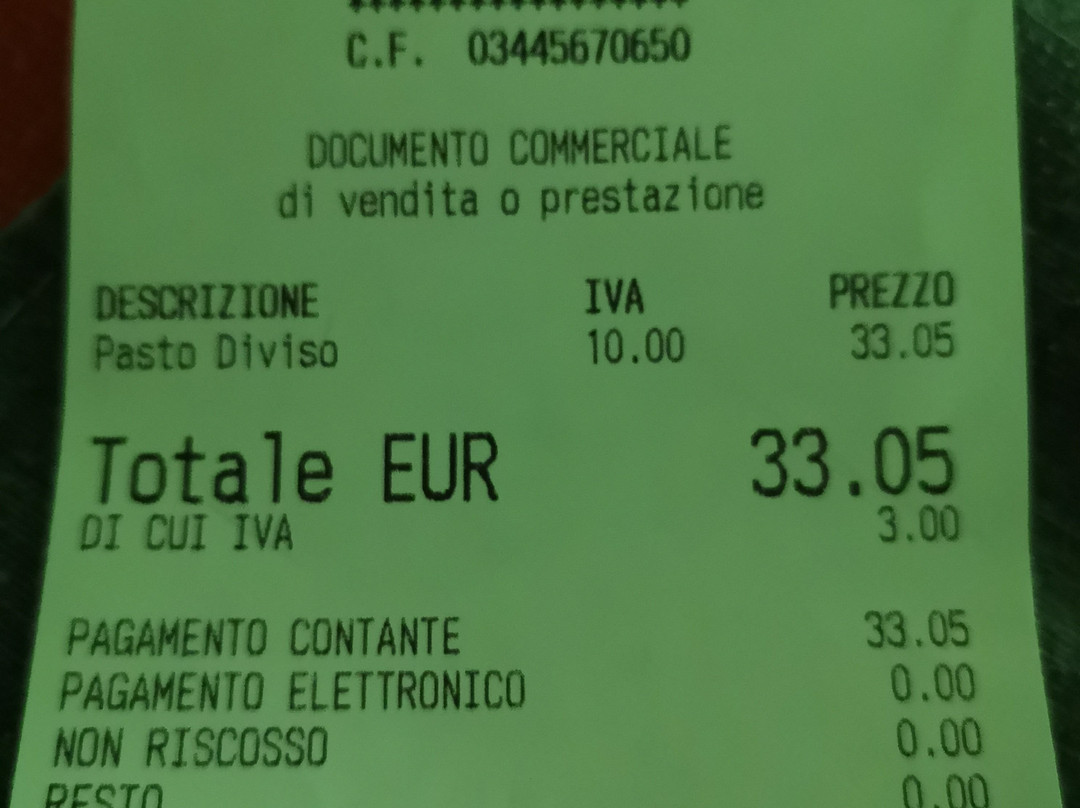 C.F. 03445670650
DOCUMENTO COMMERCIALE
di vendita o prestazione
DESCRIZIONE IVA PREZZO
Pasto Diviso 10.00 33.05
Totale EUR 33.05
DI CUI IVA 3.00
PAGAMENTO CONTANTE 33.05
PAGAMENTO ELETTRONICO 0.00
NON RISCOSSO 0.00
RESTO 0.00